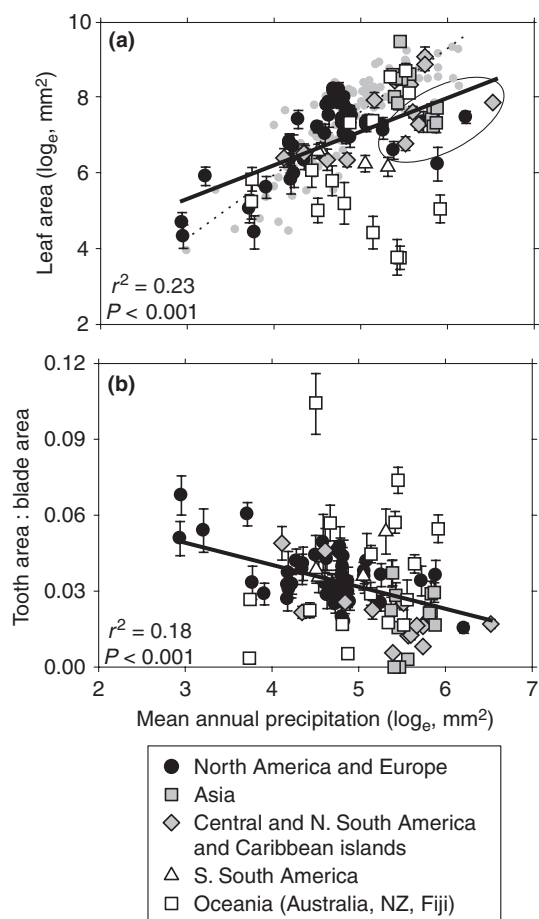 (a)
10
8
6
4
2
Leaf area (logₑ, mm²)
r² = 0.23
P < 0.001
(b)
0.12
0.09
0.06
0.03
0.00
Tooth area : blade area
r² = 0.18
P < 0.001
2 3 4 5 6 7
Mean annual precipitation (logₑ, mm²)
North America and Europe
Asia
Central and N. South America
and Caribbean islands
S. South America
Oceania (Australia, NZ, Fiji)